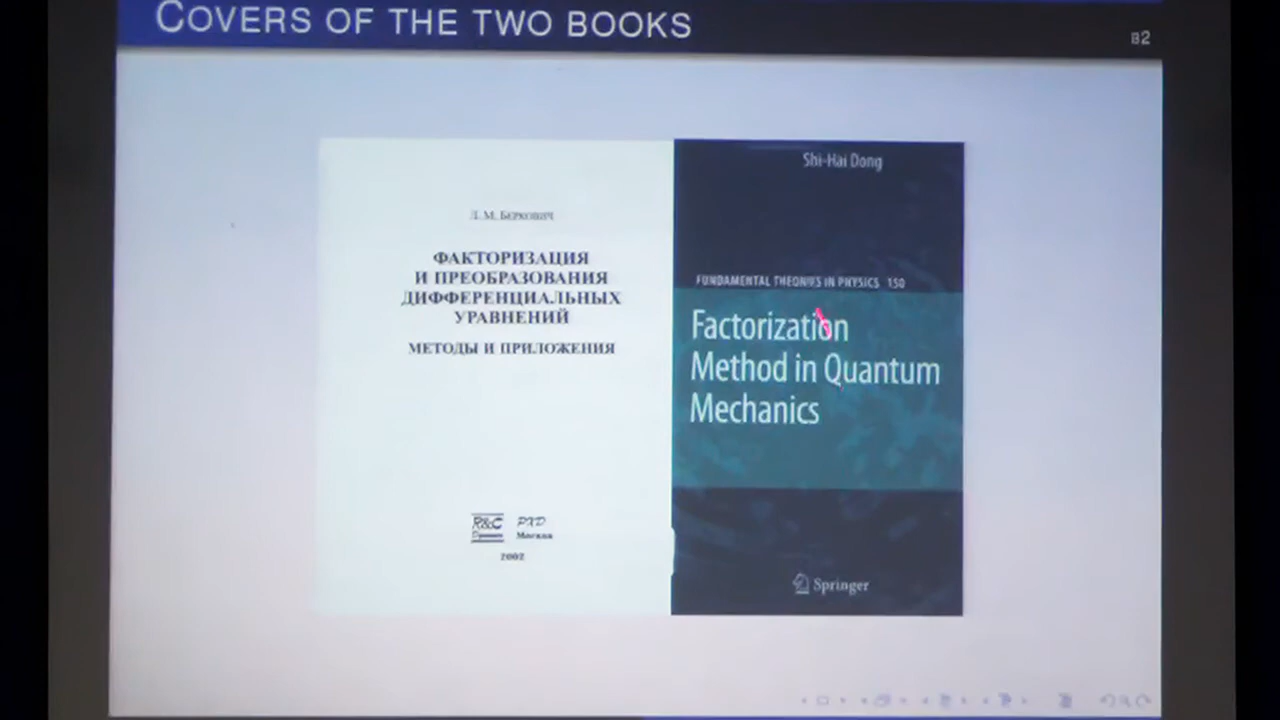 COVERS OF THE TWO BOOKS
B2
Л. М. БЕРКОВИЧ
ФАКТОРИЗАЦИЯ
И ПРЕОБРАЗОВАНИЯ
ДИФФЕРЕНЦИАЛЬНЫХ
УРАВНЕНИЙ
МЕТОДЫ И ПРИЛОЖЕНИЯ
R&C
РХД
Москва
2002
Shi-Hai Dong
FUNDAMENTAL THEORIES IN PHYSICS 150
Factorization
Method in Quantum
Mechanics
Springer